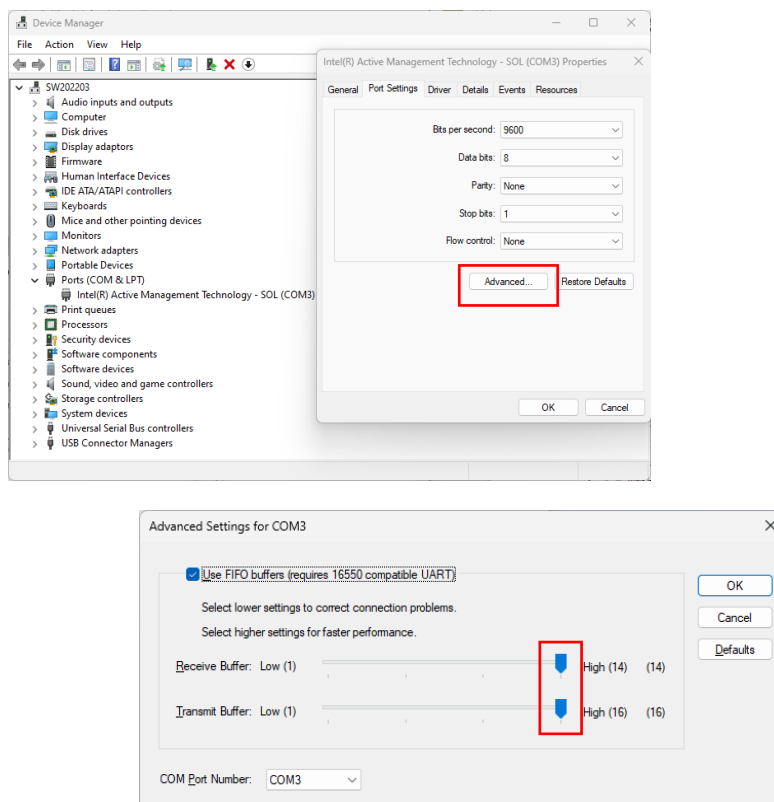 Device Manager
File Action View Help
SW202203
Audio inputs and outputs
Computer
Disk drives
Display adaptors
Firmware
Human Interface Devices
IDE ATA/ATAPI controllers
Keyboards
Mice and other pointing devices
Monitors
Network adapters
Portable Devices
Ports (COM & LPT)
Intel(R) Active Management Technology - SOL (COM3)
Print queues
Processors
Security devices
Software components
Software devices
Sound, video and game controllers
Storage controllers
System devices
Universal Serial Bus controllers
USB Connector Managers
Intel(R) Active Management Technology - SOL (COM3) Properties
General Port Settings Driver Details Events Resources
Bits per second: 9600
Data bits: 8
Parity: None
Stop bits: 1
Flow control: None
Advanced... Restore Defaults
OK Cancel
Advanced Settings for COM3
Use FIFO buffers (requires 16550 compatible UART)
OK
Select lower settings to correct connection problems.
Cancel
Select higher settings for faster performance.
Defaults
Receive Buffer: Low (1) High (14) (14)
Transmit Buffer: Low (1) High (16) (16)
COM Port Number: COM3